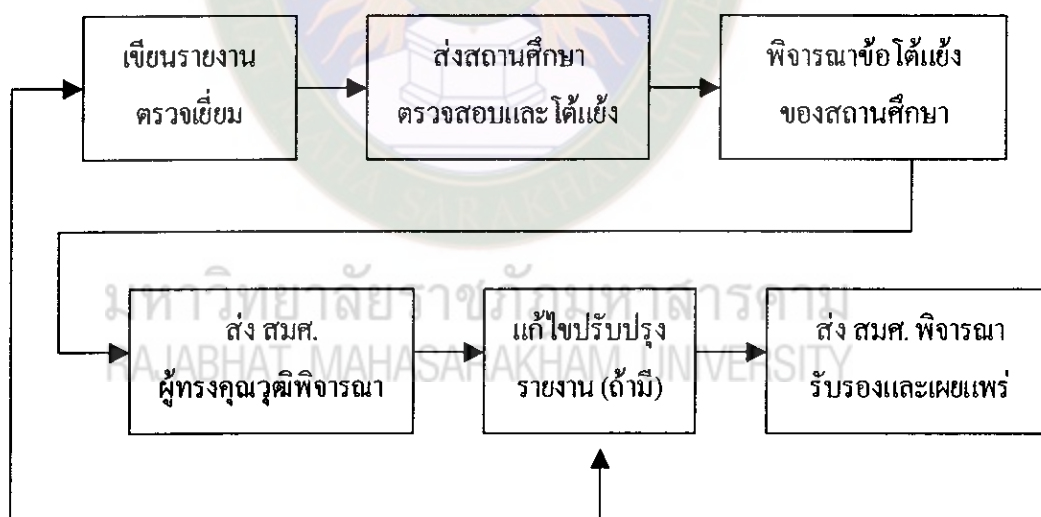 เขียนรายงาน
ตรวจเยี่ยม
ส่งสถานศึกษา
ตรวจสอบและโต้แย้ง
พิจารณาข้อโต้แย้ง
ของสถานศึกษา
SARAKHAM
มหาวิทยาลัยราชภัฏมหาสารคาม
RAJABHAT MAHASARAKHAM UNIVERSITY
ส่ง สมศ.
ผู้ทรงคุณวุฒิพิจารณา
แก้ไขปรับปรุง
รายงาน (ถ้ามี)
ส่ง สมศ. พิจารณา
รับรองและเผยแพร่